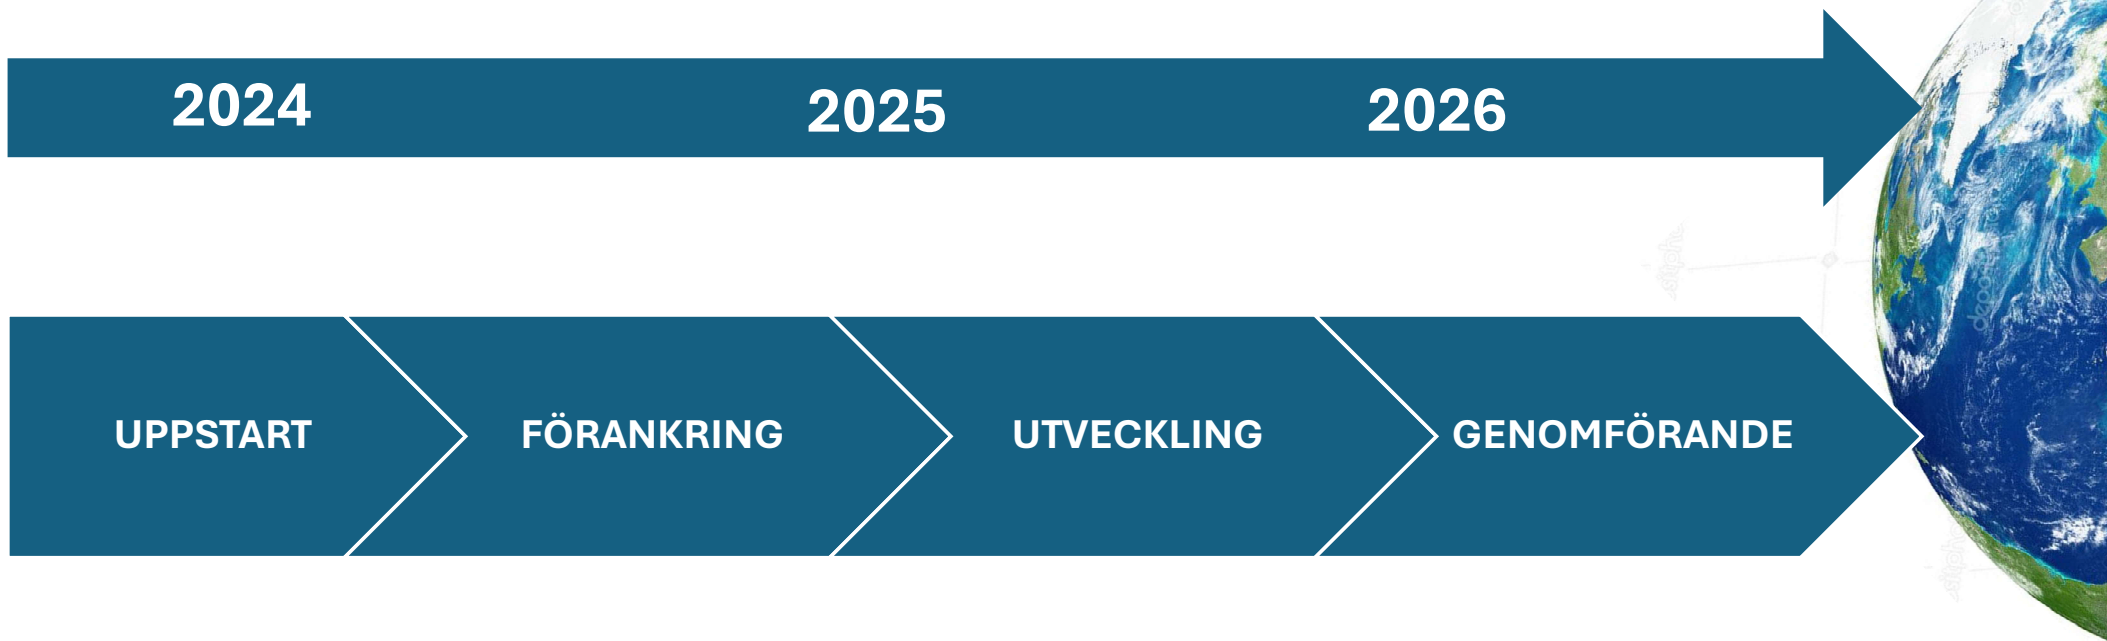 2024 2025 2026
UPPSTART FÖRANKRING UTVECKLING GENOMFÖRANDE